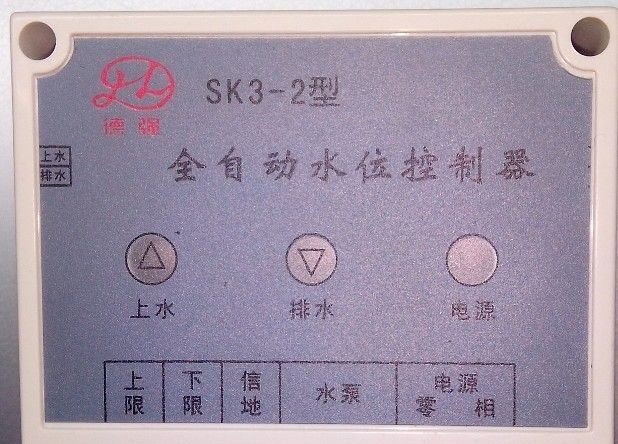 SK3-2型
德强
上水
排水
全自动水位控制器
上水 排水 电源
上限 下限 信地 水泵 电源
零 相